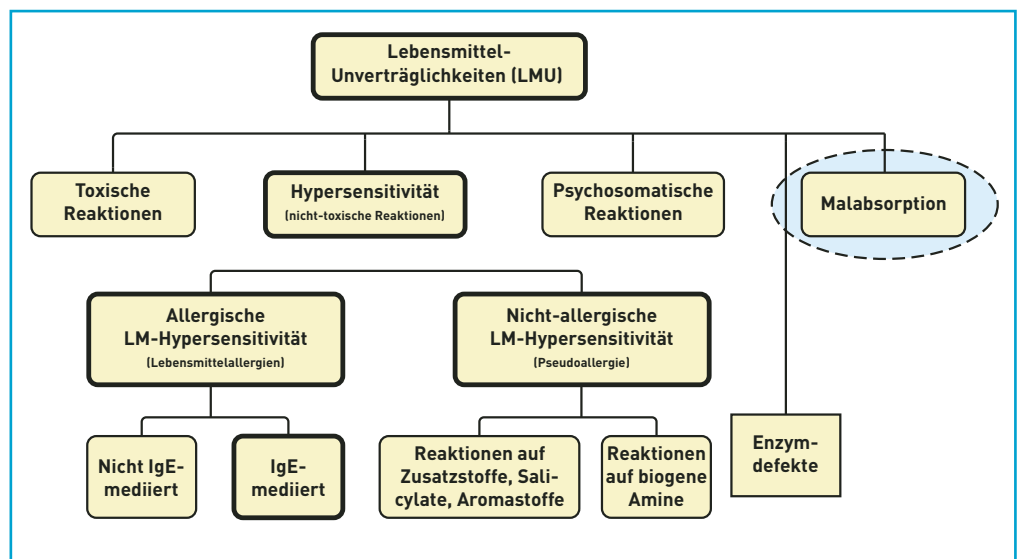 Lebensmittel-
Unverträglichkeiten (LMU)
Toxische
Reaktionen
Hypersensitivität
(nicht-toxische Reaktionen)
Psychosomatische
Reaktionen
Malabsorption
Allergische
LM-Hypersensitivität
(Lebensmittelallergien)
Nicht-allergische
LM-Hypersensitivität
(Pseudoallergie)
Nicht IgE-
mediiert
IgE-
mediiert
Reaktionen auf
Zusatzstoffe, Sali-
cylate, Aromastoffe
Reaktionen
auf biogene
Amine
Enzym-
defekte